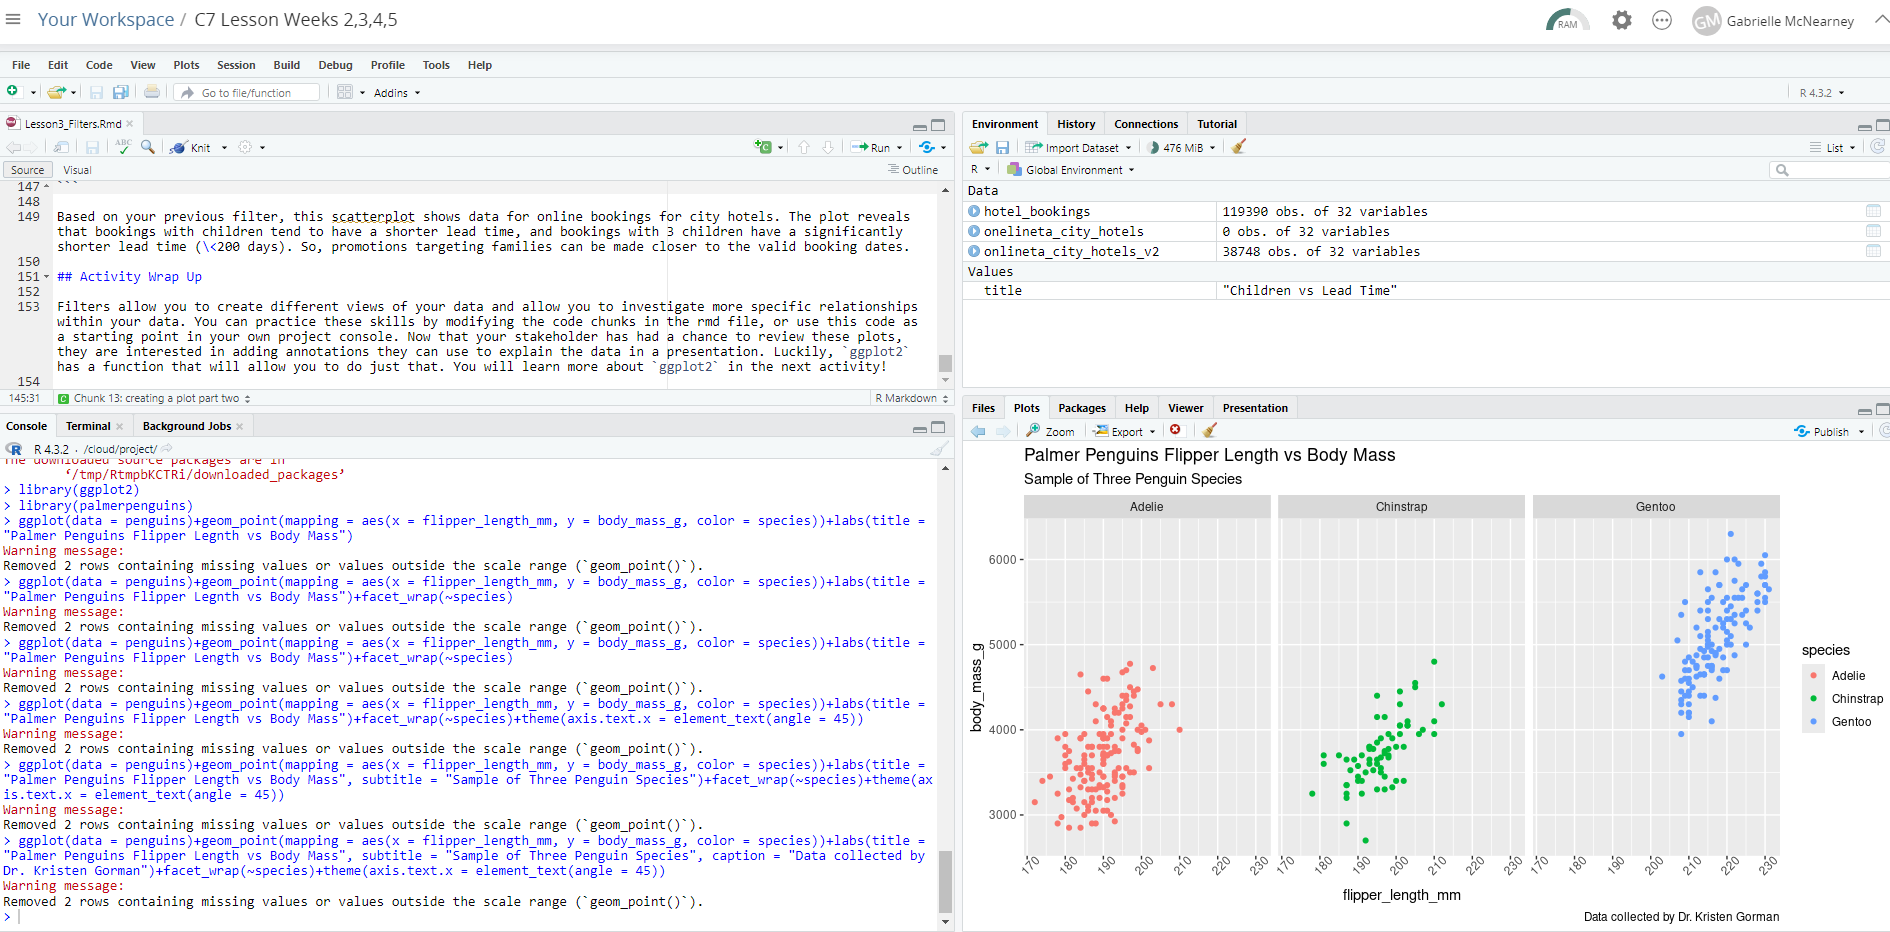 Your Workspace / C7 Lesson Weeks 2,3,4,5
RAM
GM Gabrielle McNearney
File Edit Code View Plots Session Build Debug Profile Tools Help
Go to file/function
Addins
R 4.3.2
Lesson3_Filters.Rmd
ABC
Knit
Run
Source Visual
Outline
147 ```
148
149 Based on your previous filter, this scatterplot shows data for online bookings for city hotels. The plot reveals
that bookings with children tend to have a shorter lead time, and bookings with 3 children have a significantly
shorter lead time (\<200 days). So, promotions targeting families can be made closer to the valid booking dates.
150
151 ## Activity Wrap Up
152
153 Filters allow you to create different views of your data and allow you to investigate more specific relationships
within your data. You can practice these skills by modifying the code chunks in the rmd file, or use this code as
a starting point in your own project console. Now that your stakeholder has had a chance to review these plots,
they are interested in adding annotations they can use to explain the data in a presentation. Luckily, `ggplot2`
has a function that will allow you to do just that. You will learn more about `ggplot2` in the next activity!
154
145:31 C Chunk 13: creating a plot part two
R Markdown
Console Terminal Background Jobs
R R 4.3.2 · /cloud/project/
The downloaded source packages are in
‘/tmp/RtmpbKCTRi/downloaded_packages’
> library(ggplot2)
> library(palmerpenguins)
> ggplot(data = penguins)+geom_point(mapping = aes(x = flipper_length_mm, y = body_mass_g, color = species))+labs(title =
"Palmer Penguins Flipper Legnth vs Body Mass")
Warning message:
Removed 2 rows containing missing values or values outside the scale range (`geom_point()`).
> ggplot(data = penguins)+geom_point(mapping = aes(x = flipper_length_mm, y = body_mass_g, color = species))+labs(title =
"Palmer Penguins Flipper Legnth vs Body Mass")+facet_wrap(~species)
Warning message:
Removed 2 rows containing missing values or values outside the scale range (`geom_point()`).
> ggplot(data = penguins)+geom_point(mapping = aes(x = flipper_length_mm, y = body_mass_g, color = species))+labs(title =
"Palmer Penguins Flipper Length vs Body Mass")+facet_wrap(~species)
Warning message:
Removed 2 rows containing missing values or values outside the scale range (`geom_point()`).
> ggplot(data = penguins)+geom_point(mapping = aes(x = flipper_length_mm, y = body_mass_g, color = species))+labs(title =
"Palmer Penguins Flipper Length vs Body Mass")+facet_wrap(~species)+theme(axis.text.x = element_text(angle = 45))
Warning message:
Removed 2 rows containing missing values or values outside the scale range (`geom_point()`).
> ggplot(data = penguins)+geom_point(mapping = aes(x = flipper_length_mm, y = body_mass_g, color = species))+labs(title =
"Palmer Penguins Flipper Length vs Body Mass", subtitle = "Sample of Three Penguin Species")+facet_wrap(~species)+theme(ax
is.text.x = element_text(angle = 45))
Warning message:
Removed 2 rows containing missing values or values outside the scale range (`geom_point()`).
> ggplot(data = penguins)+geom_point(mapping = aes(x = flipper_length_mm, y = body_mass_g, color = species))+labs(title =
"Palmer Penguins Flipper Length vs Body Mass", subtitle = "Sample of Three Penguin Species", caption = "Data collected by
Dr. Kristen Gorman")+facet_wrap(~species)+theme(axis.text.x = element_text(angle = 45))
Warning message:
Removed 2 rows containing missing values or values outside the scale range (`geom_point()`).
>
Environment History Connections Tutorial
Import Dataset 476 MiB List
R Global Environment
Data
hotel_bookings 119390 obs. of 32 variables
onelineta_city_hotels 0 obs. of 32 variables
onlineta_city_hotels_v2 38748 obs. of 32 variables
Values
title "Children vs Lead Time"
Files Plots Packages Help Viewer Presentation
Zoom Export Publish
Palmer Penguins Flipper Length vs Body Mass
Sample of Three Penguin Species
Adelie Chinstrap Gentoo
6000
5000
4000
3000
body_mass_g
170 180 190 200 210 220 230 170 180 190 200 210 220 230 170 180 190 200 210 220 230
flipper_length_mm
species
Adelie
Chinstrap
Gentoo
Data collected by Dr. Kristen Gorman